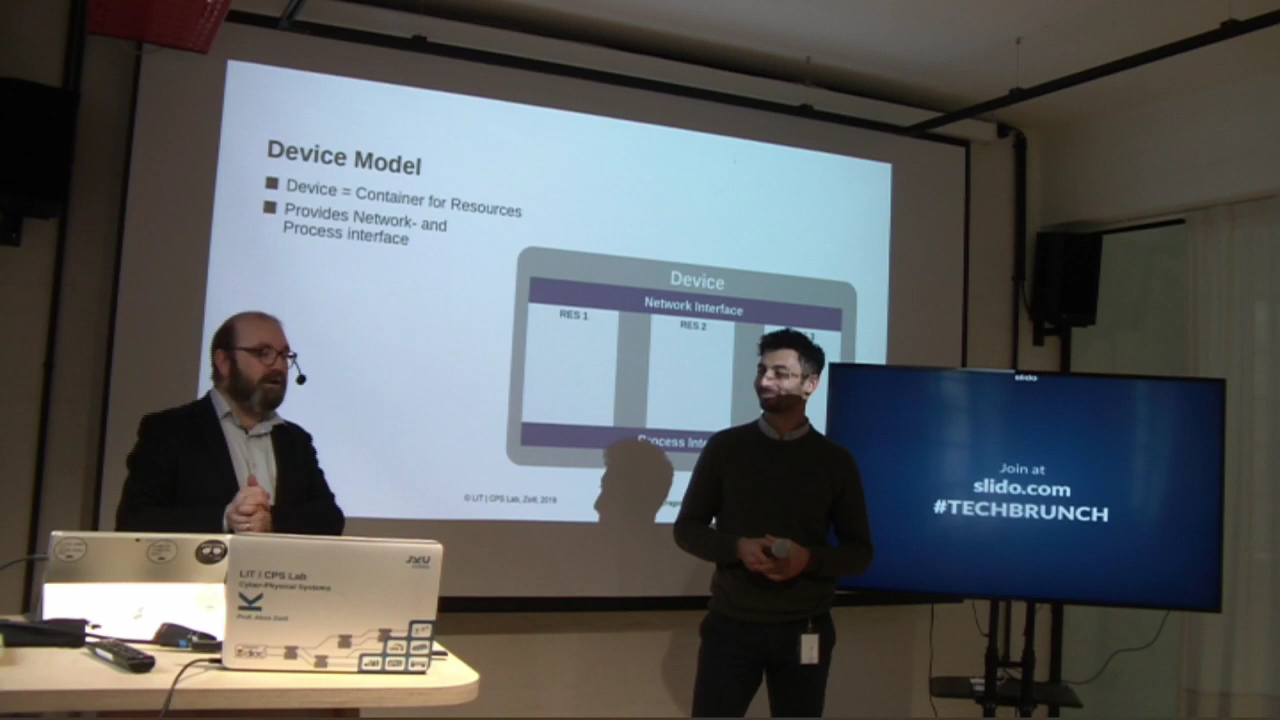 Device Model
Device = Container for Resources
Provides Network- and
Process interface
Device
Network Interface
RES 1
RES 2
Process
© LIT | CPS Lab, Zoitl, 2019
slido
Join at
slido.com
#TECHBRUNCH
JKU
LIT / CPS Lab
Cyber-Physical Systems
K
Prof. Alois Zoitl